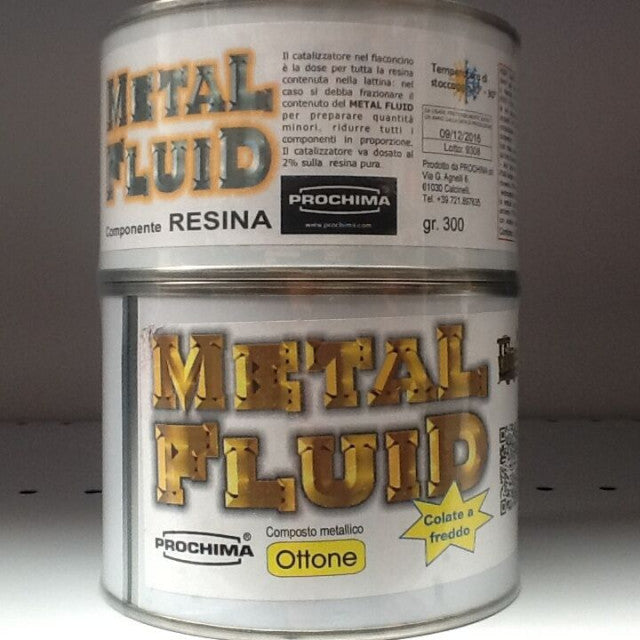 METAL
FLUID
Componente RESINA
Il catalizzatore nel flaconcino
è la dose per tutta la resina
contenuta nella lattina: nel
caso si debba frazionare il
contenuto del METAL FLUID
per preparare quantità
minori, ridurre tutti i
componenti in proporzione.
Il catalizzatore va dosato al
2% sulla resina pura.
PROCHIMA®
www.prochima.com
Temperatura di
stoccaggio
30°
09/12/2016
Lotto: 9308
Prodotto da PROCHIMA
Via G. Agnelli 6,
61030 Calcinelli,
Tel. +39.721.897635
gr. 300
METAL
FLUID
PROCHIMA®
Composto metallico
Ottone
Colate a
freddo